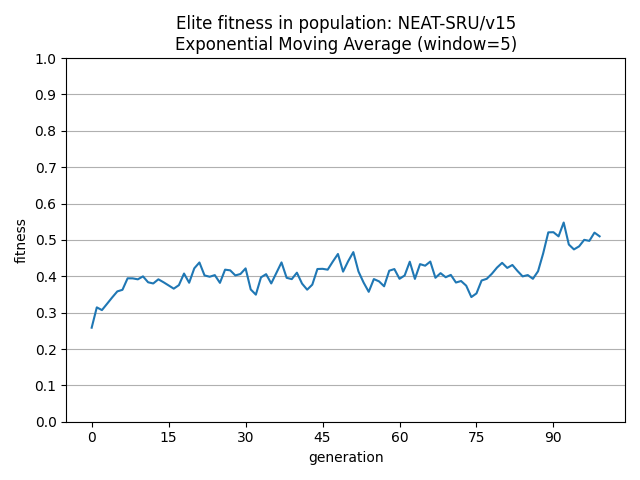 Elite fitness in population: NEAT-SRU/v15
Exponential Moving Average (window=5)
1.0
0.9
0.8
0.7
0.6
0.5
0.4
0.3
0.2
0.1
0.0
fitness
0 15 30 45 60 75 90
generation